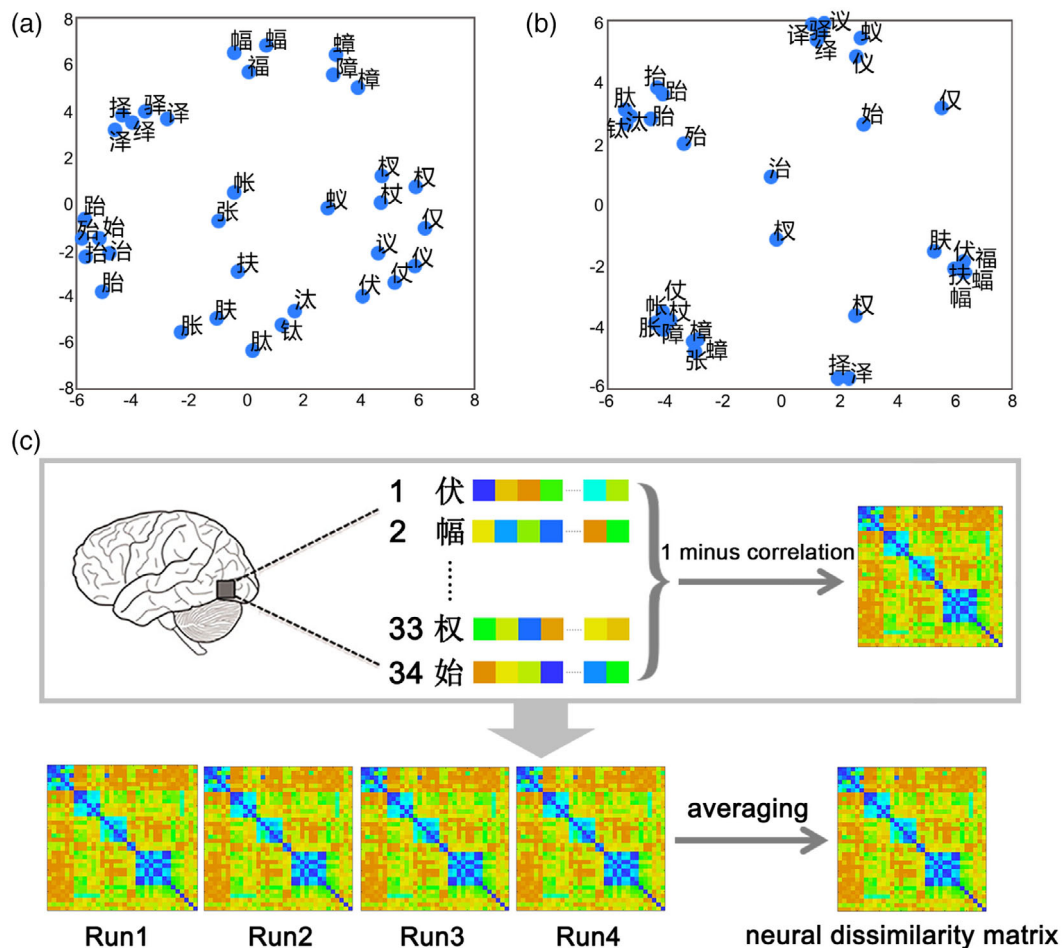 (a)
8
6
4
2
0
-2
-4
-6
-8
-6
-4
-2
0
2
4
6
8
幅
蝠
福
蟑
障
樟
择
驿
译
泽
绎
杈
权
帐
杖
蚁
张
仅
跆
殆
始
抬
治
议
仪
扶
仗
伏
胎
汰
肤
胀
钛
肽
(b)
6
4
2
0
-2
-4
-6
-6
-4
-2
0
2
4
6
8
译
驿
议
绎
蚁
仪
抬
跆
肽
汰
胎
钛
殆
仅
始
治
杈
肤
伏
福
扶
蝠
幅
仗
帐
杖
胀
障
樟
张
蟑
权
择
泽
(c)
1 伏
2 幅
33 权
34 始
1 minus correlation
averaging
Run1
Run2
Run3
Run4
neural dissimilarity matrix